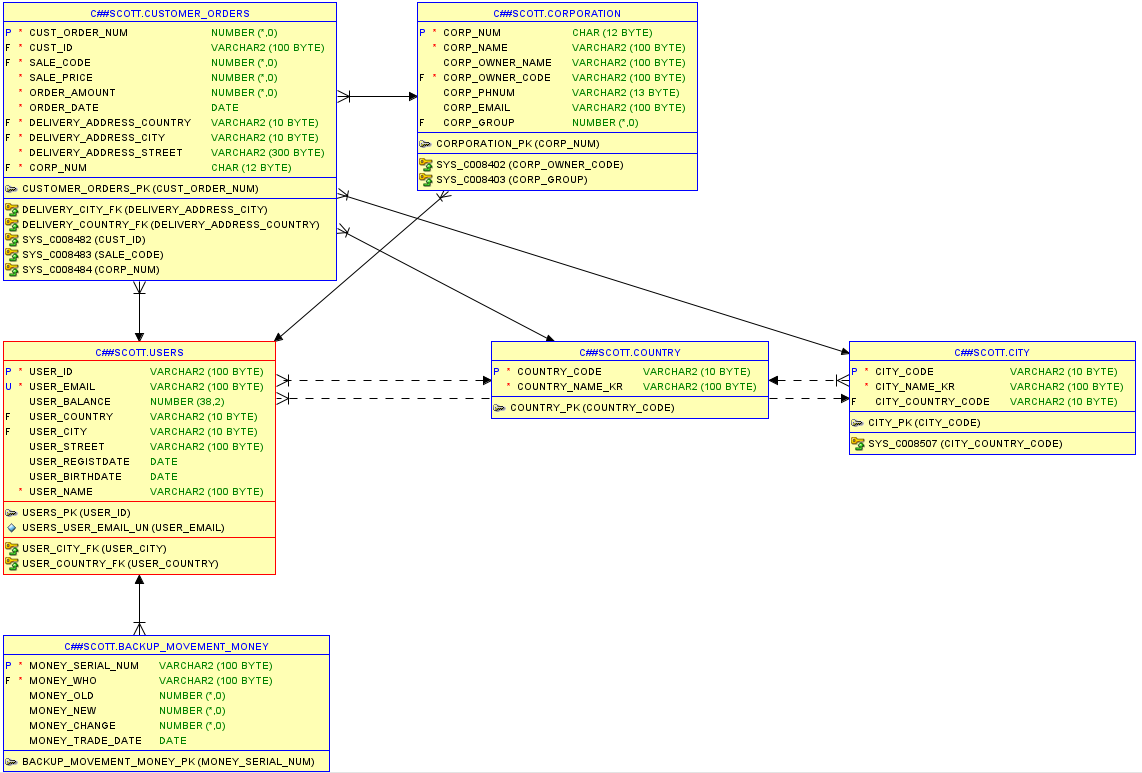 C##SCOTT.CUSTOMER_ORDERS
P * CUST_ORDER_NUM NUMBER (*,0)
F * CUST_ID VARCHAR2 (100 BYTE)
F * SALE_CODE NUMBER (*,0)
* SALE_PRICE NUMBER (*,0)
* ORDER_AMOUNT NUMBER (*,0)
* ORDER_DATE DATE
F * DELIVERY_ADDRESS_COUNTRY VARCHAR2 (10 BYTE)
F * DELIVERY_ADDRESS_CITY VARCHAR2 (10 BYTE)
* DELIVERY_ADDRESS_STREET VARCHAR2 (300 BYTE)
F * CORP_NUM CHAR (12 BYTE)
CUSTOMER_ORDERS_PK (CUST_ORDER_NUM)
DELIVERY_CITY_FK (DELIVERY_ADDRESS_CITY)
DELIVERY_COUNTRY_FK (DELIVERY_ADDRESS_COUNTRY)
SYS_C008482 (CUST_ID)
SYS_C008483 (SALE_CODE)
SYS_C008484 (CORP_NUM)
C##SCOTT.CORPORATION
P * CORP_NUM CHAR (12 BYTE)
* CORP_NAME VARCHAR2 (100 BYTE)
CORP_OWNER_NAME VARCHAR2 (100 BYTE)
F * CORP_OWNER_CODE VARCHAR2 (100 BYTE)
CORP_PHNUM VARCHAR2 (13 BYTE)
CORP_EMAIL VARCHAR2 (100 BYTE)
F CORP_GROUP NUMBER (*,0)
CORPORATION_PK (CORP_NUM)
SYS_C008402 (CORP_OWNER_CODE)
SYS_C008403 (CORP_GROUP)
C##SCOTT.USERS
P * USER_ID VARCHAR2 (100 BYTE)
U * USER_EMAIL VARCHAR2 (100 BYTE)
USER_BALANCE NUMBER (38,2)
F USER_COUNTRY VARCHAR2 (10 BYTE)
F USER_CITY VARCHAR2 (10 BYTE)
USER_STREET VARCHAR2 (100 BYTE)
USER_REGISTDATE DATE
USER_BIRTHDATE DATE
* USER_NAME VARCHAR2 (100 BYTE)
USERS_PK (USER_ID)
USERS_USER_EMAIL_UN (USER_EMAIL)
USER_CITY_FK (USER_CITY)
USER_COUNTRY_FK (USER_COUNTRY)
C##SCOTT.COUNTRY
P * COUNTRY_CODE VARCHAR2 (10 BYTE)
* COUNTRY_NAME_KR VARCHAR2 (100 BYTE)
COUNTRY_PK (COUNTRY_CODE)
C##SCOTT.CITY
P * CITY_CODE VARCHAR2 (10 BYTE)
* CITY_NAME_KR VARCHAR2 (100 BYTE)
F CITY_COUNTRY_CODE VARCHAR2 (10 BYTE)
CITY_PK (CITY_CODE)
SYS_C008507 (CITY_COUNTRY_CODE)
C##SCOTT.BACKUP_MOVEMENT_MONEY
P * MONEY_SERIAL_NUM VARCHAR2 (100 BYTE)
F * MONEY_WHO VARCHAR2 (100 BYTE)
MONEY_OLD NUMBER (*,0)
MONEY_NEW NUMBER (*,0)
MONEY_CHANGE NUMBER (*,0)
MONEY_TRADE_DATE DATE
BACKUP_MOVEMENT_MONEY_PK (MONEY_SERIAL_NUM)